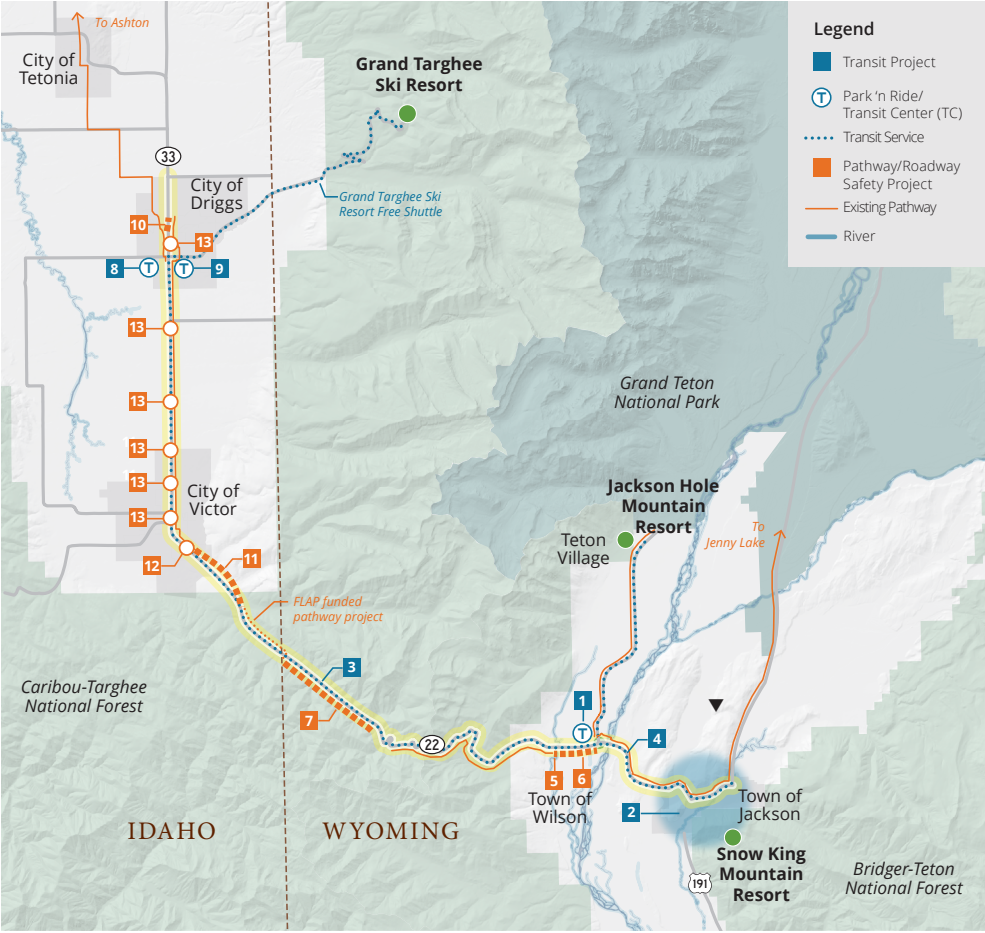 To Ashton
City of
Tetonia
Grand Targhee
Ski Resort
Legend
Transit Project
T
Park ‘n Ride/
Transit Center (TC)
Transit Service
Pathway/Roadway
Safety Project
Existing Pathway
River
33
City of
Driggs
Grand Targhee Ski
Resort Free Shuttle
10
13
8
T
T
9
13
13
13
13
13
City of
Victor
12
11
FLAP funded
pathway project
Grand Teton
National Park
Jackson Hole
Mountain
Resort
Teton
Village
To
Jenny Lake
Caribou-Targhee
National Forest
3
7
22
1
T
4
5
6
Town of
Wilson
2
Town of
Jackson
IDAHO
WYOMING
Snow King
Mountain
Resort
191
Bridger-Teton
National Forest